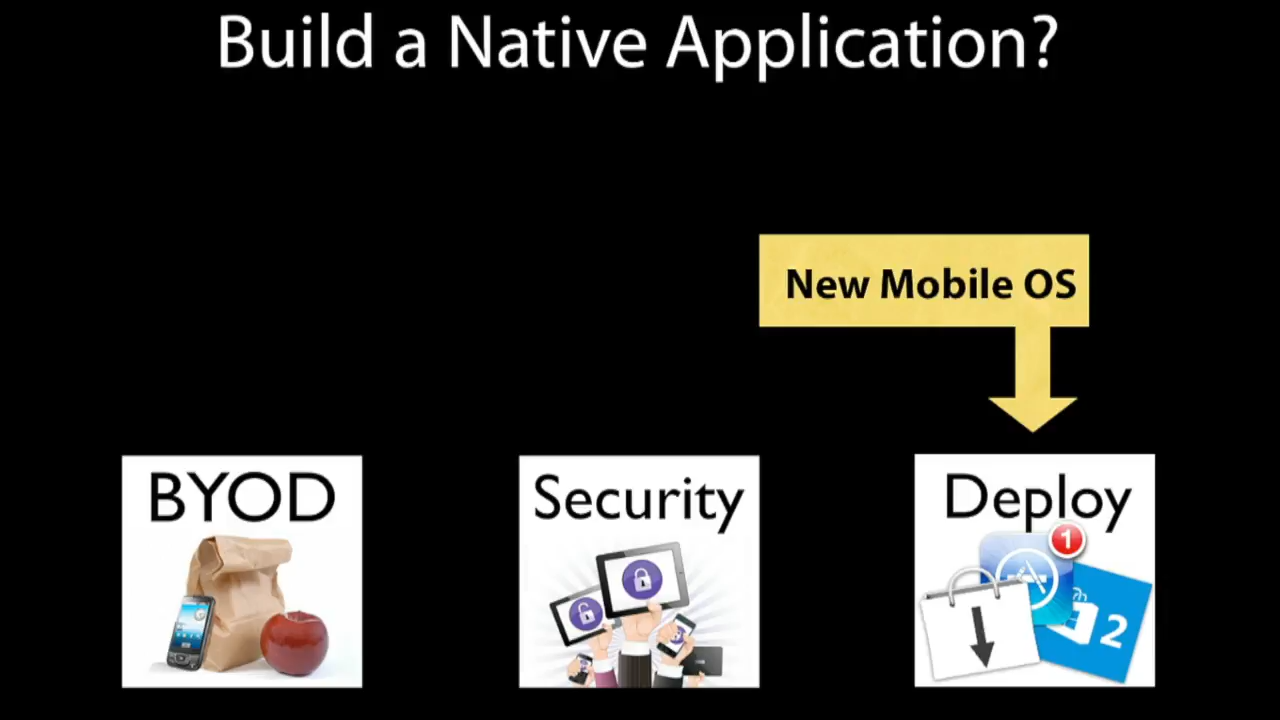 Build a Native Application?
New Mobile OS
BYOD
Security
Deploy
1
2